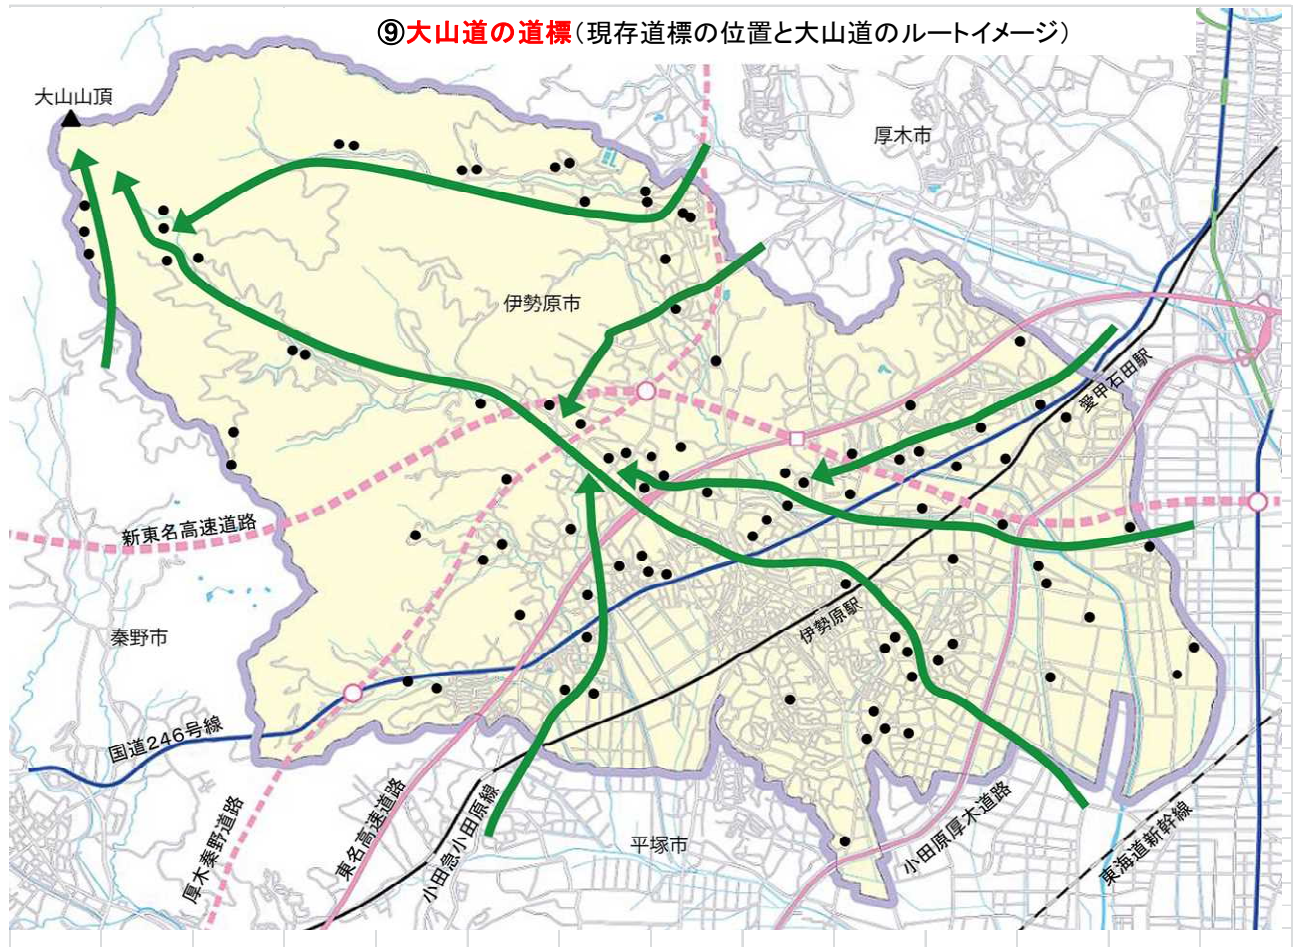 ⑨大山道の道標（現存道標の位置と大山道のルートイメージ）
大山山頂
厚木市
伊勢原市
愛甲石田駅
新東名高速道路
伊勢原駅
秦野市
国道246号線
厚木秦野道路
東名高速道路
小田急小田原線
平塚市
小田原厚木道路
東海道新幹線